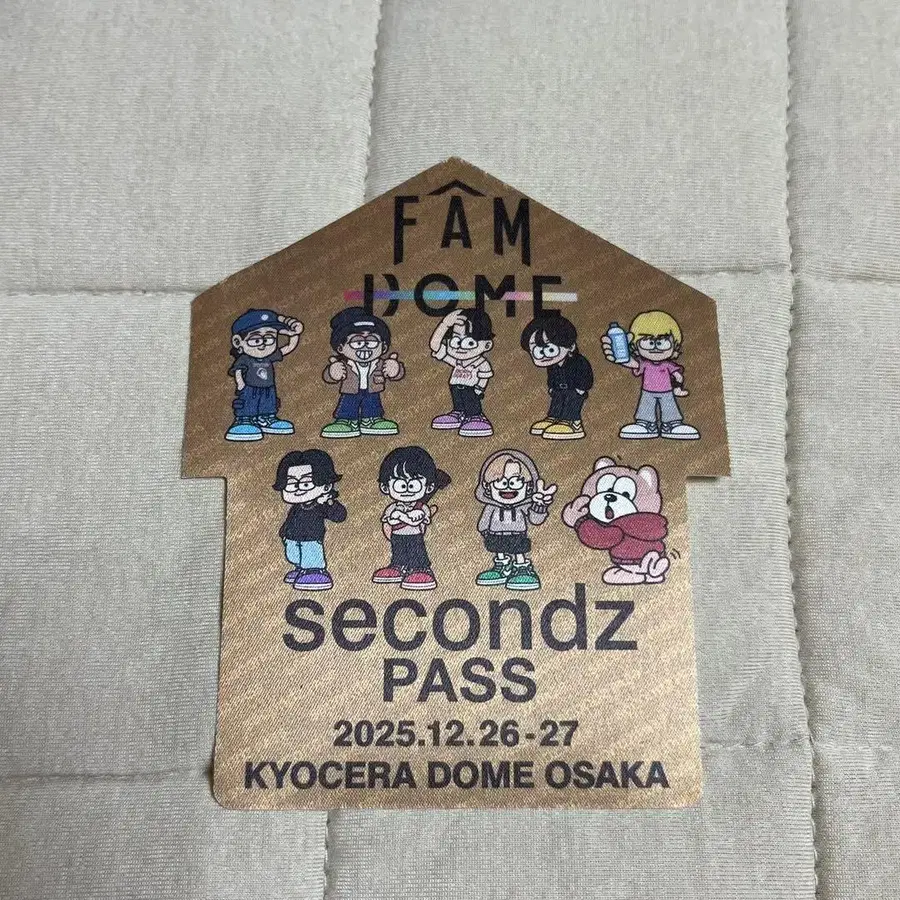 FÂM
DOME
secondz
PASS
2025.12.26-27
KYOCERA DOME OSAKA